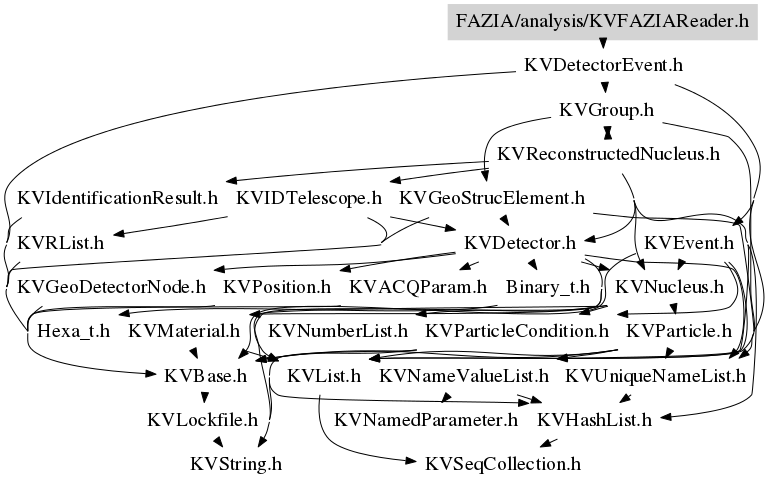 FAZIA/analysis/KVFAZIAReader.h
KVDetectorEvent.h
KVGroup.h
KVReconstructedNucleus.h
KVIdentificationResult.h KVIDTelescope.h KVGeoStrucElement.h
KVRList.h KVDetector.h KVEvent.h
KVGeoDetectorNode.h KVPosition.h KVACQParam.h Binary_t.h KVNucleus.h
Hexa_t.h KVMaterial.h KVNumberList.h KVParticleCondition.h KVParticle.h
KVBase.h KVList.h KVNameValueList.h KVUniqueNameList.h
KVLockfile.h KVNamedParameter.h KVHashList.h
KVString.h KVSeqCollection.h